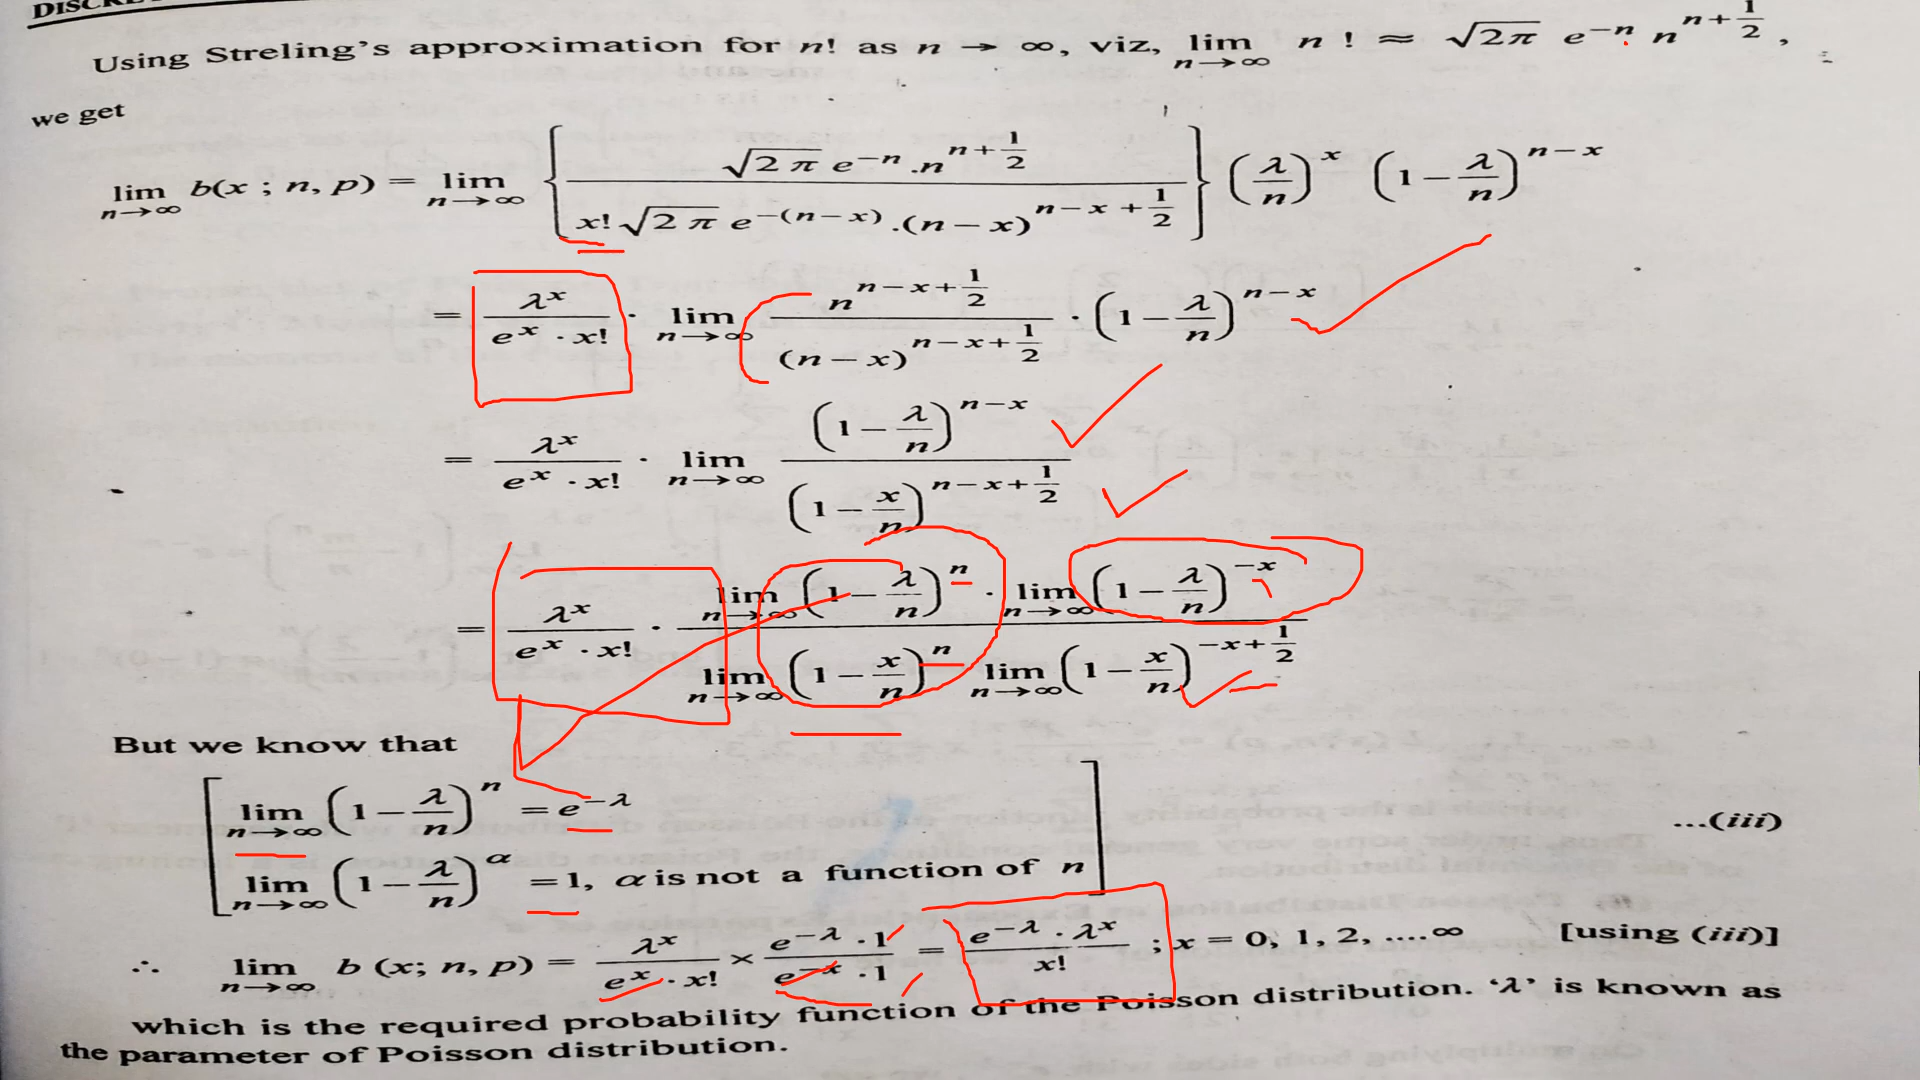 Using Streling's approximation for n! as n → ∞, viz, lim n→∞ n ! ≈ √2π e^−n n^(n+1/2) ,
we get
lim n→∞ b(x ; n, p) = lim n→∞ { √2π e^−n .n^(n+1/2) / x! √2π e^−(n−x) .(n−x)^(n−x+1/2) } (λ/n)^x (1 − λ/n)^(n−x)
= λ^x / e^x · x! · lim n→∞ n^(n−x+1/2) / (n − x)^(n−x+1/2) · (1 − λ/n)^(n−x)
= λ^x / e^x · x! · lim n→∞ (1 − λ/n)^(n−x) / (1 − x/n)^(n−x+1/2)
= λ^x / e^x · x! · lim n→∞ (1 − λ/n)^n · lim n→∞ (1 − λ/n)^−x / lim n→∞ (1 − x/n)^n lim n→∞ (1 − x/n)^(−x+1/2)
But we know that
[ lim n→∞ (1 − λ/n)^n = e^−λ
...(iii)
lim n→∞ (1 − λ/n)^α = 1, α is not a function of n ]
∴ lim n→∞ b (x; n, p) = λ^x / e^x · x! × e^−λ · 1 / e^−x · 1 = e^−λ · λ^x / x! ; x = 0, 1, 2, ....∞ [using (iii)]
which is the required probability function of the Poisson distribution. ‘λ’ is known as
the parameter of Poisson distribution.